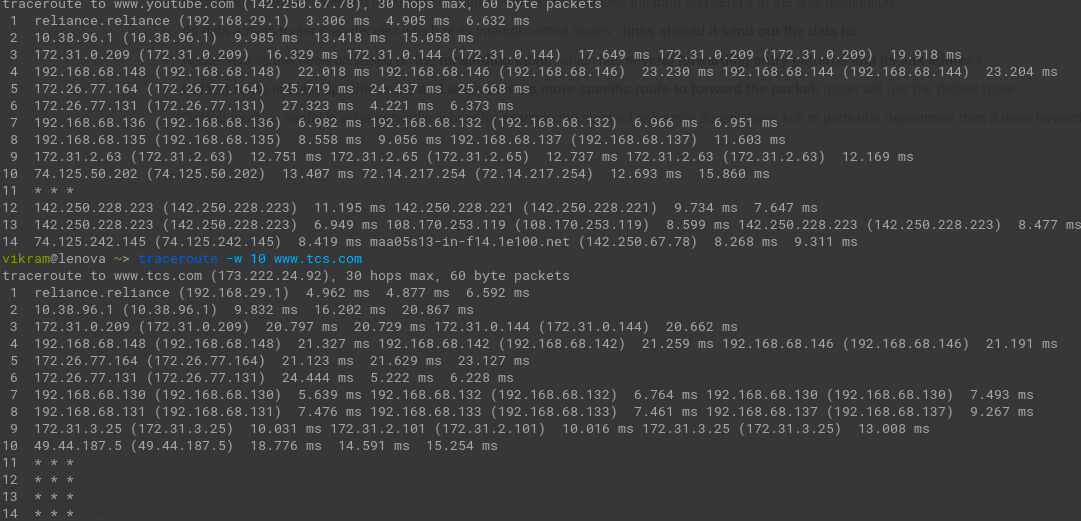 traceroute to www.youtube.com (142.250.67.78), 30 hops max, 60 byte packets
1 reliance.reliance (192.168.29.1) 3.306 ms 4.905 ms 6.632 ms
2 10.38.96.1 (10.38.96.1) 9.985 ms 13.418 ms 15.058 ms
3 172.31.0.209 (172.31.0.209) 16.329 ms 172.31.0.144 (172.31.0.144) 17.649 ms 172.31.0.209 (172.31.0.209) 19.918 ms
4 192.168.68.148 (192.168.68.148) 22.018 ms 192.168.68.146 (192.168.68.146) 23.230 ms 192.168.68.144 (192.168.68.144) 23.204 ms
5 172.26.77.164 (172.26.77.164) 25.719 ms 24.437 ms 25.668 ms
6 172.26.77.131 (172.26.77.131) 27.323 ms 4.221 ms 6.373 ms
7 192.168.68.136 (192.168.68.136) 6.982 ms 192.168.68.132 (192.168.68.132) 6.966 ms 6.951 ms
8 192.168.68.135 (192.168.68.135) 8.558 ms 9.056 ms 192.168.68.137 (192.168.68.137) 11.603 ms
9 172.31.2.63 (172.31.2.63) 12.751 ms 172.31.2.65 (172.31.2.65) 12.737 ms 172.31.2.63 (172.31.2.63) 12.169 ms
10 74.125.50.202 (74.125.50.202) 13.407 ms 72.14.217.254 (72.14.217.254) 12.693 ms 15.860 ms
11 * * *
12 142.250.228.223 (142.250.228.223) 11.195 ms 142.250.228.221 (142.250.228.221) 9.734 ms 7.647 ms
13 142.250.228.223 (142.250.228.223) 6.949 ms 108.170.253.119 (108.170.253.119) 8.599 ms 142.250.228.223 (142.250.228.223) 8.477 ms
14 74.125.242.145 (74.125.242.145) 8.419 ms maa05s13-in-f14.1e100.net (142.250.67.78) 8.268 ms 9.311 ms
vikram@lenova ~> traceroute -w 10 www.tcs.com
traceroute to www.tcs.com (173.222.24.92), 30 hops max, 60 byte packets
1 reliance.reliance (192.168.29.1) 4.962 ms 4.877 ms 6.592 ms
2 10.38.96.1 (10.38.96.1) 9.832 ms 16.202 ms 20.867 ms
3 172.31.0.209 (172.31.0.209) 20.797 ms 20.729 ms 172.31.0.144 (172.31.0.144) 20.662 ms
4 192.168.68.148 (192.168.68.148) 21.327 ms 192.168.68.142 (192.168.68.142) 21.259 ms 192.168.68.146 (192.168.68.146) 21.191 ms
5 172.26.77.164 (172.26.77.164) 21.123 ms 21.629 ms 23.127 ms
6 172.26.77.131 (172.26.77.131) 24.444 ms 5.222 ms 6.228 ms
7 192.168.68.130 (192.168.68.130) 5.639 ms 192.168.68.132 (192.168.68.132) 6.764 ms 192.168.68.130 (192.168.68.130) 7.493 ms
8 192.168.68.131 (192.168.68.131) 7.476 ms 192.168.68.133 (192.168.68.133) 7.461 ms 192.168.68.137 (192.168.68.137) 9.267 ms
9 172.31.3.25 (172.31.3.25) 10.031 ms 172.31.2.101 (172.31.2.101) 10.016 ms 172.31.3.25 (172.31.3.25) 13.008 ms
10 49.44.187.5 (49.44.187.5) 18.776 ms 14.591 ms 15.254 ms
11 * * *
12 * * *
13 * * *
14 * * *